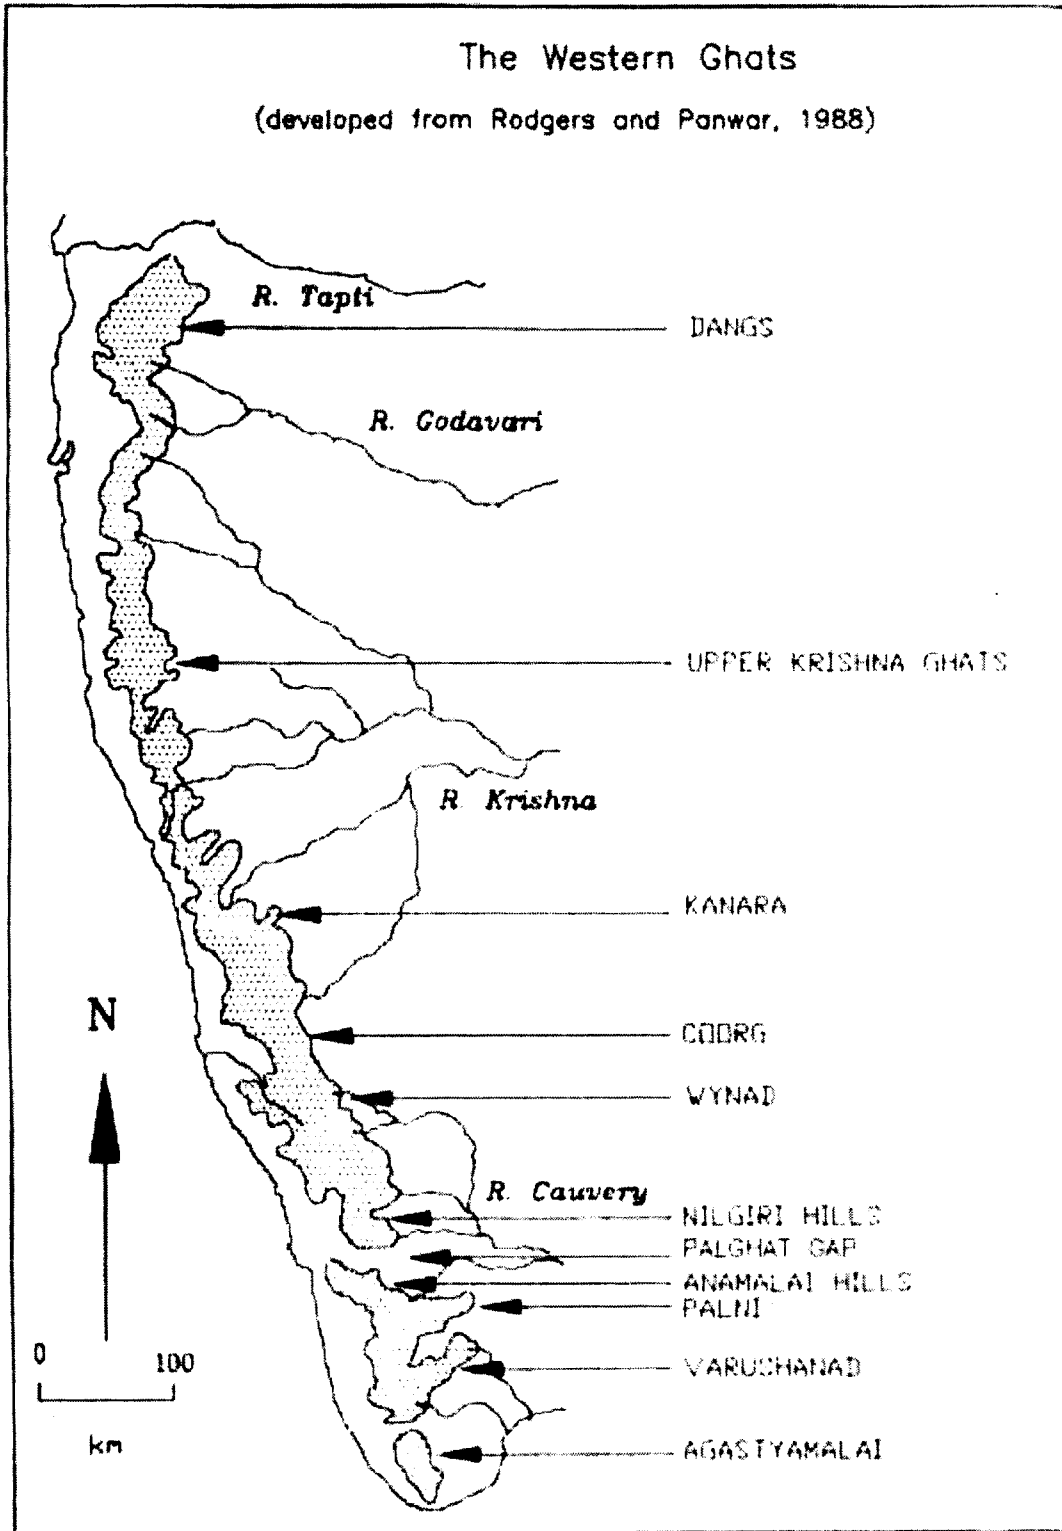 The Western Ghats
(developed from Rodgers and Panwar, 1988)
R. Tapti
DANGS
R. Godavari
UPPER KRISHNA GHATS
R. Krishna
KANARA
N
COORG
WYNAD
R. Cauvery
NILGIRI HILLS
PALGHAT GAP
ANAMALAI HILLS
PALNI
0 100
VARUSHANAD
km
AGASTYAMALAI